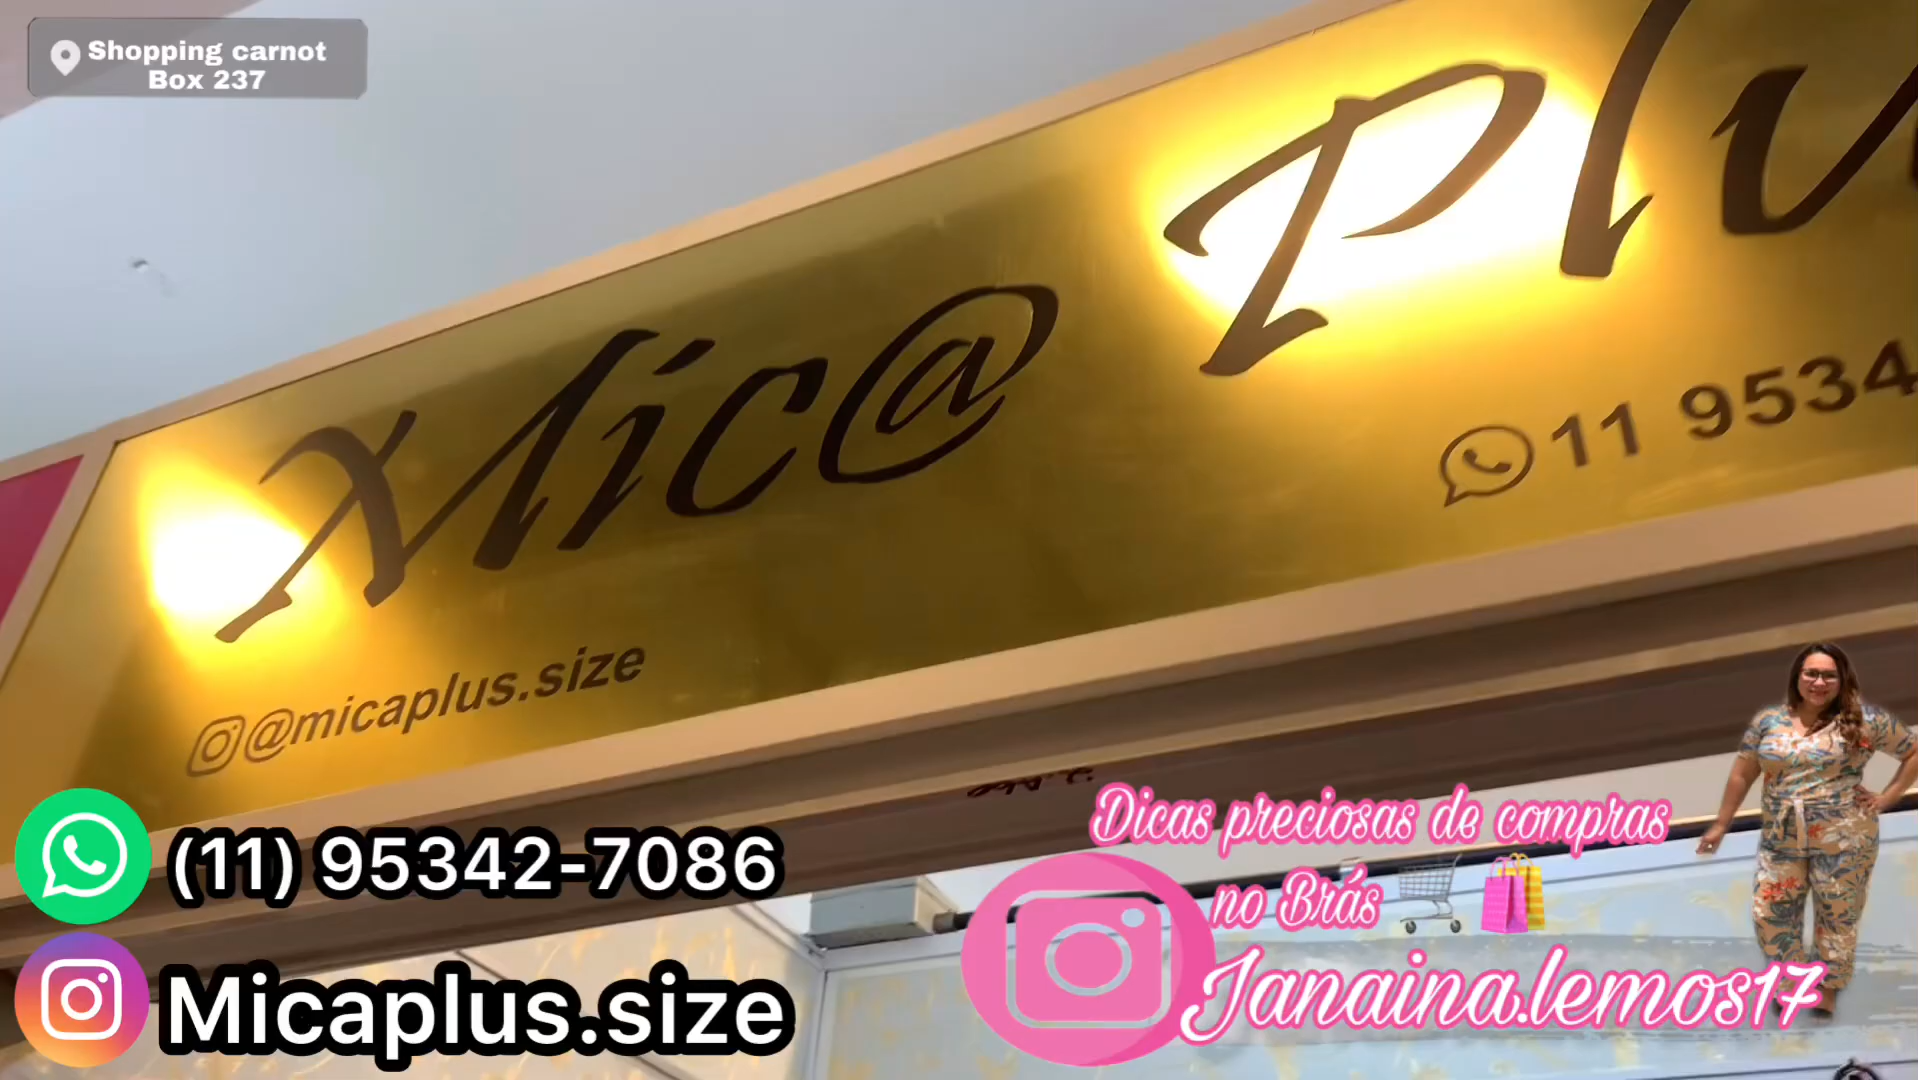 Shopping carnot
Box 237
Mic@ Plu
11 9534
@micaplus.size
(11) 95342-7086
Micaplus.size
Dicas preciosas de compras
no Brás
Janaina.lemos17